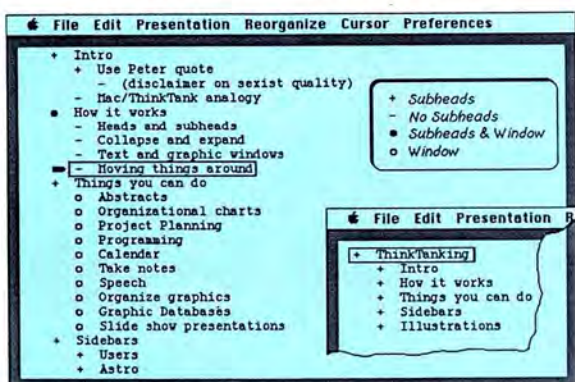 File Edit Presentation Reorganize Cursor Preferences
+ Intro
+ Use Peter quote
- (disclaimer on sexist quality)
- Mac/ThinkTank analogy
● How it works
- Heads and subheads
- Collapse and expand
- Text and graphic windows
- Moving things around
+ Things you can do
o Abstracts
o Organizational charts
o Project Planning
o Programming
o Calendar
o Take notes
o Speech
o Organize graphics
o Graphic Databases
o Slide show presentations
+ Sidebars
+ Users
+ Astro
+ Subheads
- No Subheads
● Subheads & Window
o Window
File Edit Presentation R
+ ThinkTanking
+ Intro
+ How it works
+ Things you can do
+ Sidebars
+ Illustrations